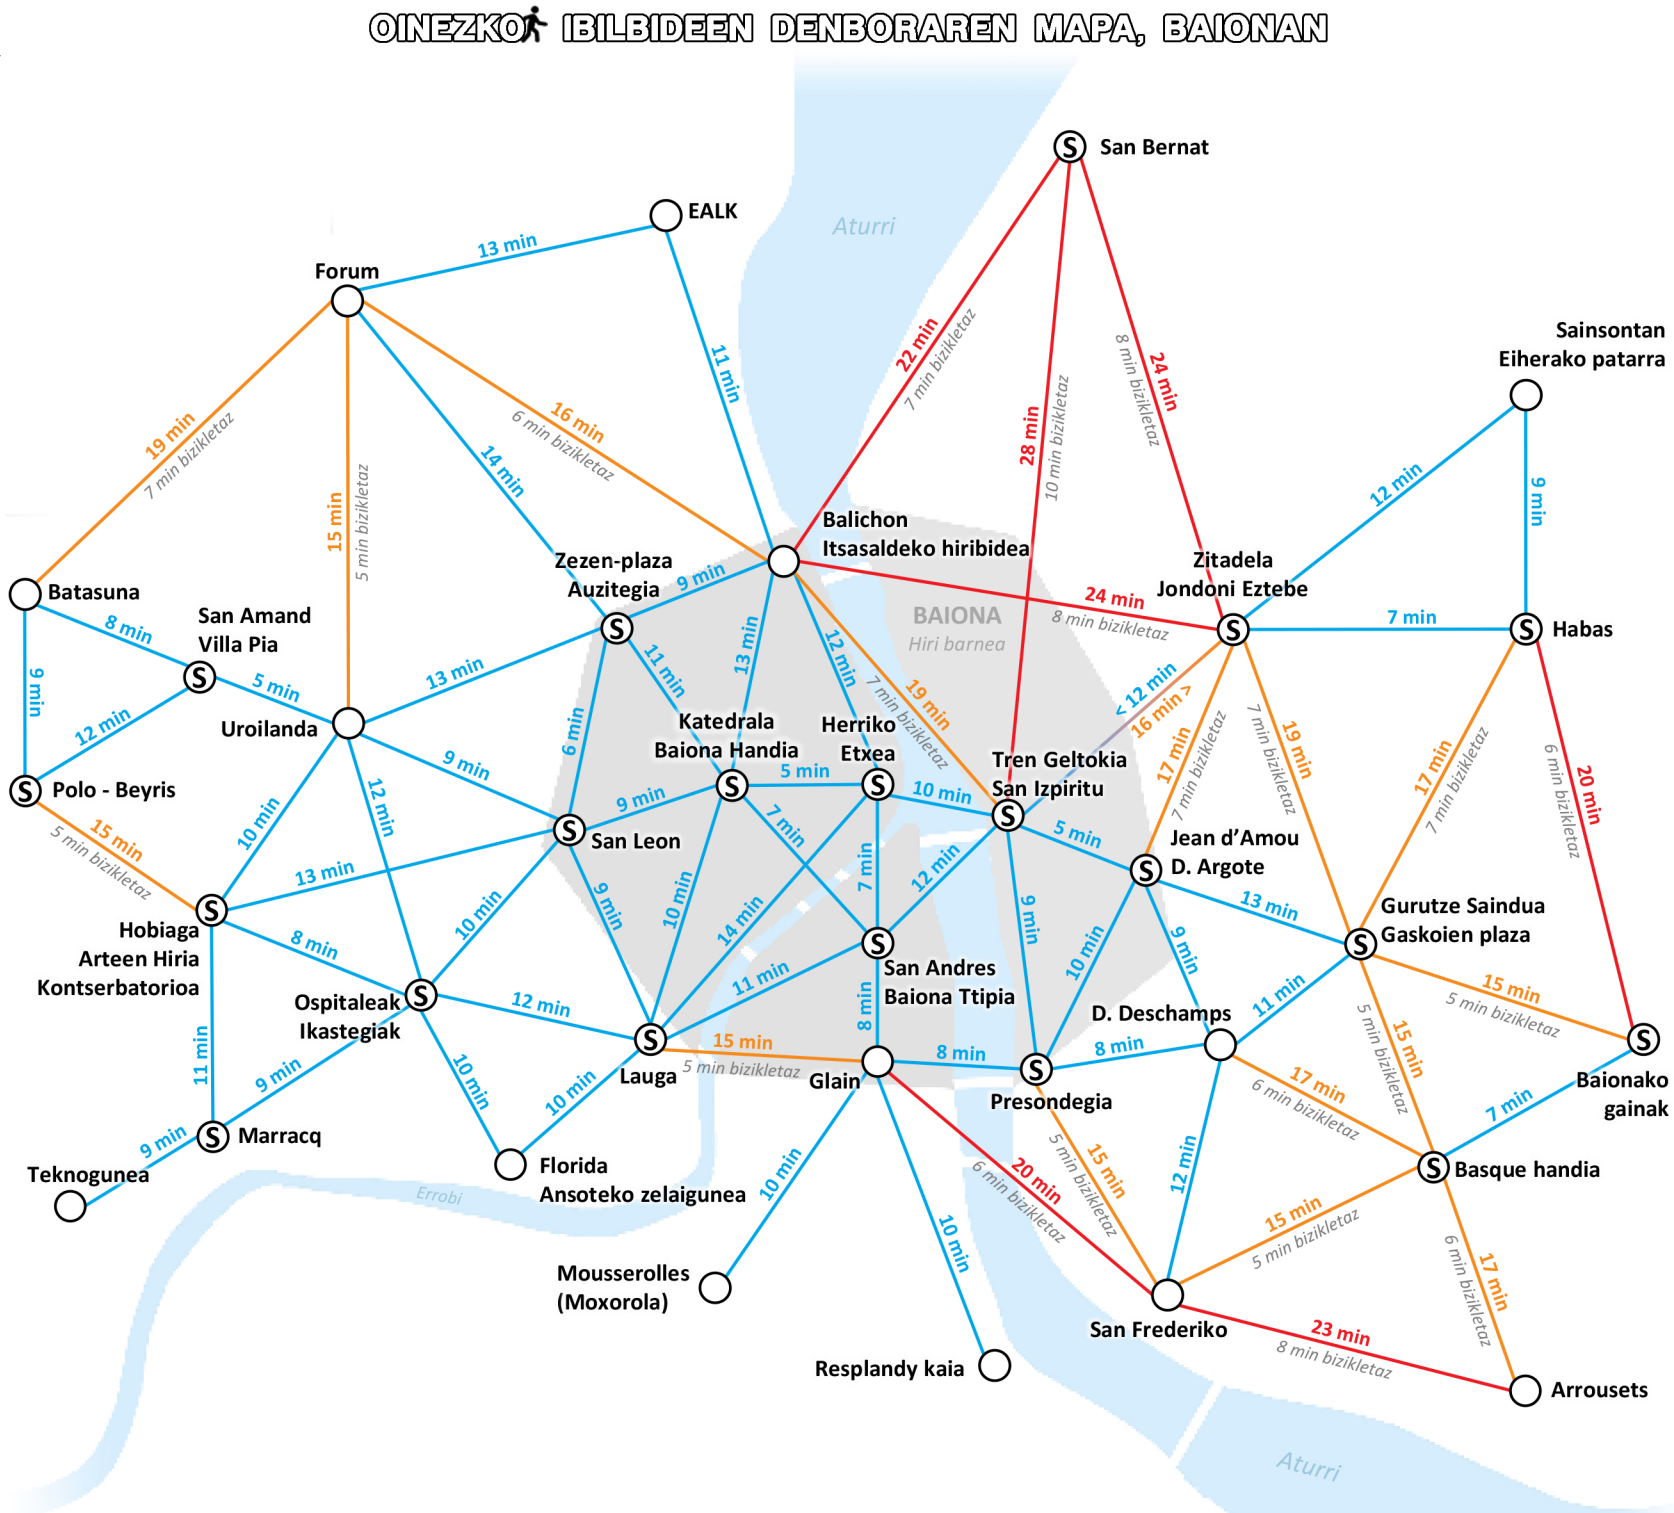 OINEZKO IBILBIDEEN DENBORAREN MAPA, BAIONAN
San Bernat
EALK
Aturri
13 min
Forum
Sainsontan
Eiherako patarra
22 min
7 min bizikletaz
11 min
24 min
8 min bizikletaz
28 min
10 min bizikletaz
19 min
7 min bizikletaz
16 min
6 min bizikletaz
14 min
15 min
5 min bizikletaz
12 min
9 min
Balichon
Itsasaldeko hiribidea
Zezen-plaza
Auzitegia
9 min
Zitadela
Jondoni Eztebe
Batasuna
24 min
8 min bizikletaz
BAIONA
Hiri barnea
7 min
Habas
San Amand
Villa Pia
8 min
5 min
9 min
12 min
13 min
11 min
13 min
12 min
19 min
7 min bizikletaz
< 12 min
16 min >
17 min
7 min bizikletaz
19 min
7 min bizikletaz
17 min
7 min bizikletaz
20 min
6 min bizikletaz
Uroilanda
6 min
Katedrala
Baiona Handia
Herriko
Etxea
Tren Geltokia
San Izpiritu
Polo - Beyris
9 min
5 min
10 min
9 min
7 min
5 min
15 min
5 min bizikletaz
10 min
12 min
San Leon
Jean d’Amou
D. Argote
13 min
13 min
7 min
12 min
9 min
10 min
14 min
9 min
10 min
9 min
Gurutze Saindua
Gaskoien plaza
Hobiaga
Arteen Hiria
Kontserbatorioa
8 min
10 min
11 min
San Andres
Baiona Ttipia
11 min
15 min
5 min bizikletaz
Ospitaleak
Ikastegiak
12 min
8 min
D. Deschamps
15 min
5 min bizikletaz
11 min
9 min
10 min
10 min
Lauga
15 min
5 min bizikletaz
Glain
8 min
8 min
Presondegia
17 min
6 min bizikletaz
Baionako
gainak
7 min
Marracq
9 min
Teknogunea
Florida
Ansoteko zelaigunea
Errobi
10 min
10 min
20 min
6 min bizikletaz
15 min
5 min bizikletaz
12 min
Basque handia
15 min
5 min bizikletaz
17 min
6 min bizikletaz
Mousserolles
(Moxorola)
San Frederiko
23 min
8 min bizikletaz
Resplandy kaia
Arrousets
Aturri